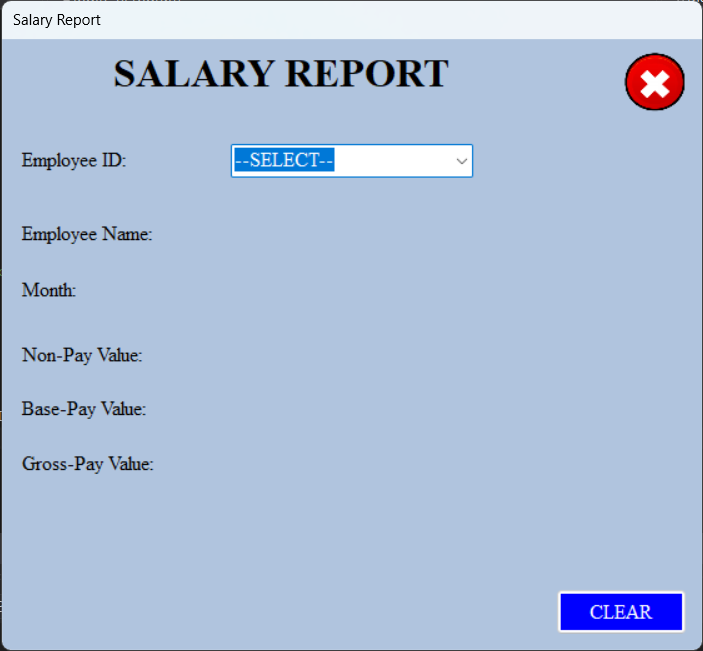 Salary Report
SALARY REPORT
Employee ID:
--SELECT--
Employee Name:
Month:
Non-Pay Value:
Base-Pay Value:
Gross-Pay Value:
CLEAR